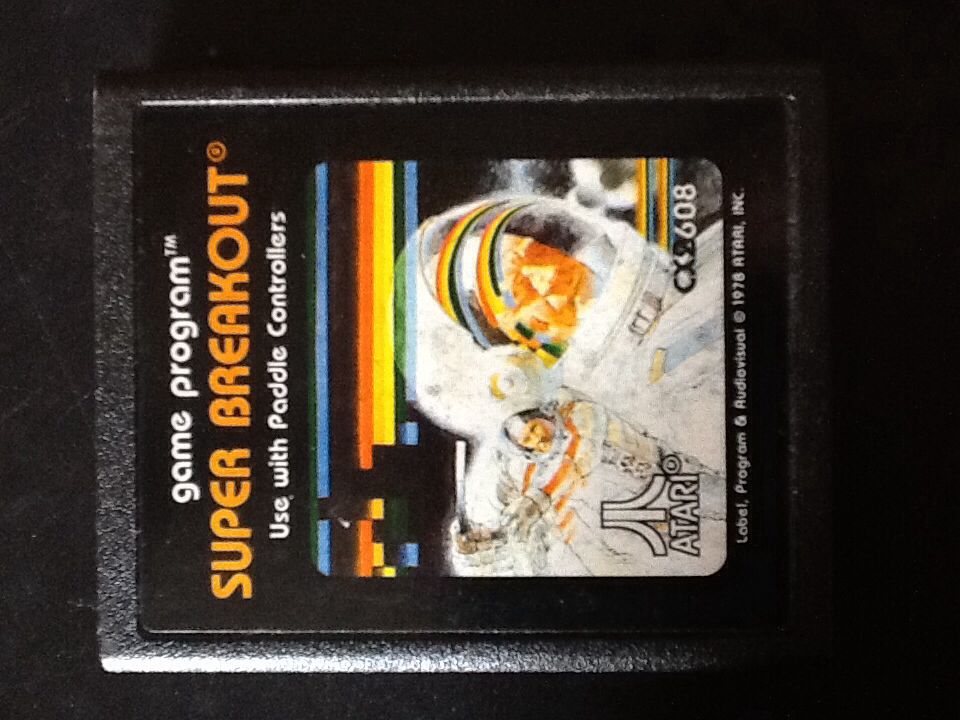 game program™
SUPER BREAKOUT®
Use with Paddle Controllers
CX2608
ATARI®
Label, Program & Audiovisual © 1978 ATARI, INC.